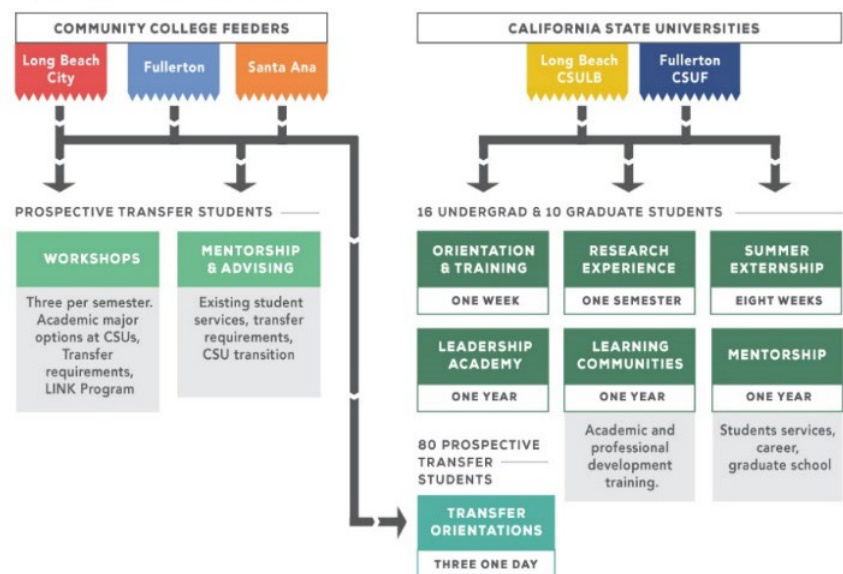 COMMUNITY COLLEGE FEEDERS
Long Beach
City
Fullerton
Santa Ana
PROSPECTIVE TRANSFER STUDENTS
WORKSHOPS
Three per semester.
Academic major
options at CSUs,
Transfer
requirements,
LINK Program
MENTORSHIP
& ADVISING
Existing student
services, transfer
requirements,
CSU transition
CALIFORNIA STATE UNIVERSITIES
Long Beach
CSULB
Fullerton
CSUF
16 UNDERGRAD & 10 GRADUATE STUDENTS
ORIENTATION
& TRAINING
ONE WEEK
RESEARCH
EXPERIENCE
ONE SEMESTER
SUMMER
EXTERNSHIP
EIGHT WEEKS
LEADERSHIP
ACADEMY
ONE YEAR
LEARNING
COMMUNITIES
ONE YEAR
Academic and
professional
development
training.
MENTORSHIP
ONE YEAR
Students services,
career,
graduate school
80 PROSPECTIVE
TRANSFER
STUDENTS
TRANSFER
ORIENTATIONS
THREE ONE DAY